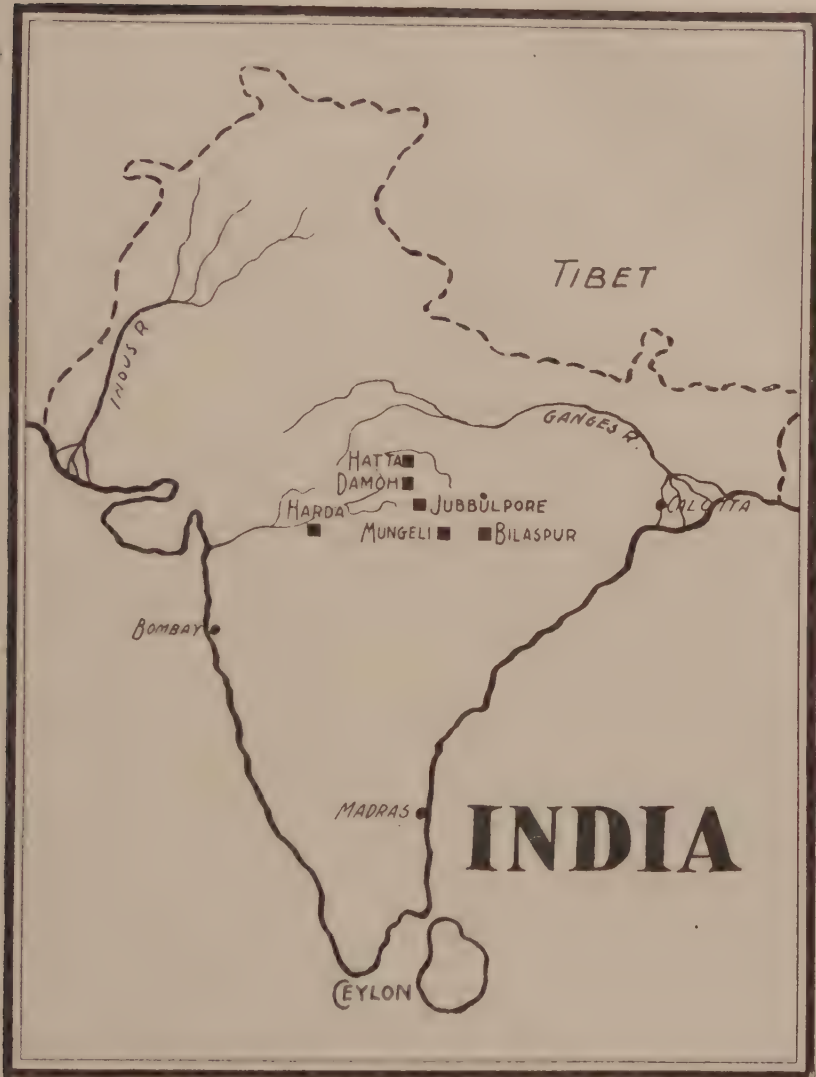 TIBET
INDUS R
GANGES R.
HATTA
DAMOH
HARDA
JUBBULPORE
CALCUTTA
MUNGELI
BILASPUR
BOMBAY
MADRAS
INDIA
CEYLON